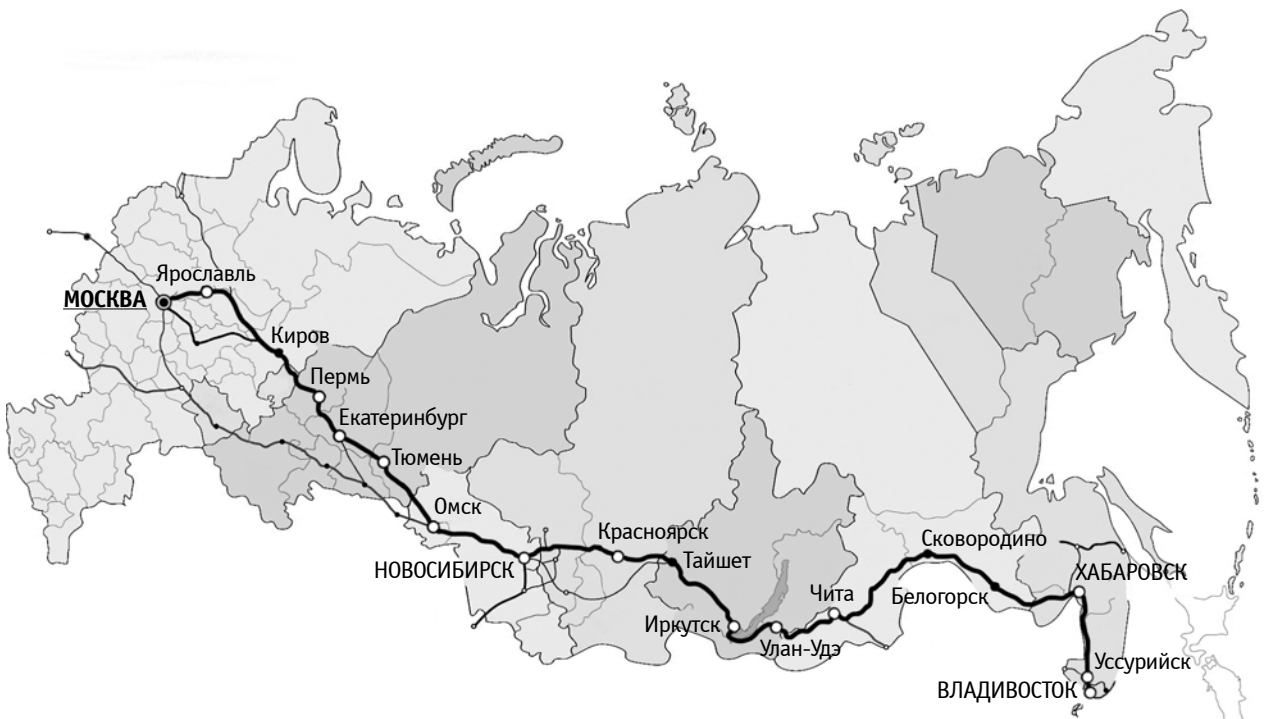 Ярославль
МОСКВА
Киров
Пермь
Екатеринбург
Тюмень
Омск
НОВОСИБИРСК
Красноярск
Тайшет
Иркутск
Улан-Удэ
Чита
Сковородино
Белогорск
ХАБАРОВСК
Уссурийск
ВЛАДИВОСТОК